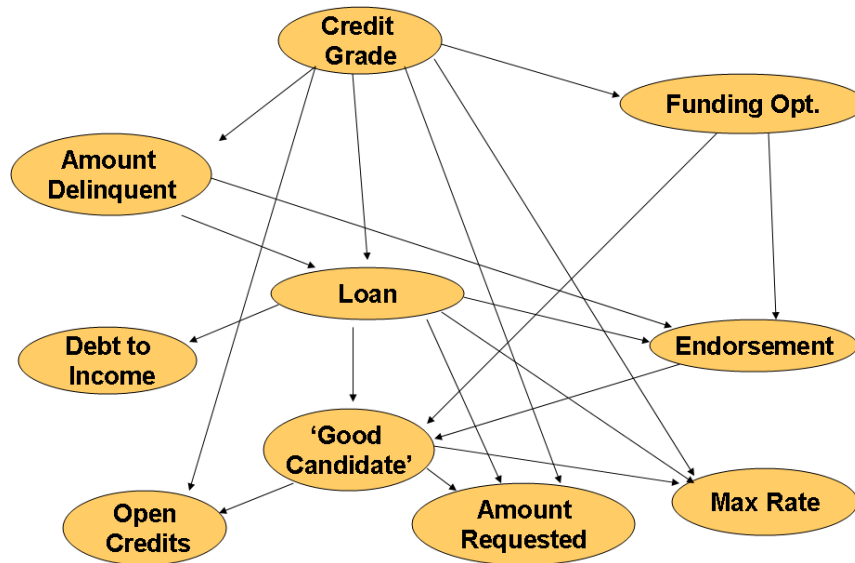 Credit
Grade
Funding Opt.
Amount
Delinquent
Loan
Debt to
Income
Endorsement
‘Good
Candidate’
Open
Credits
Amount
Requested
Max Rate